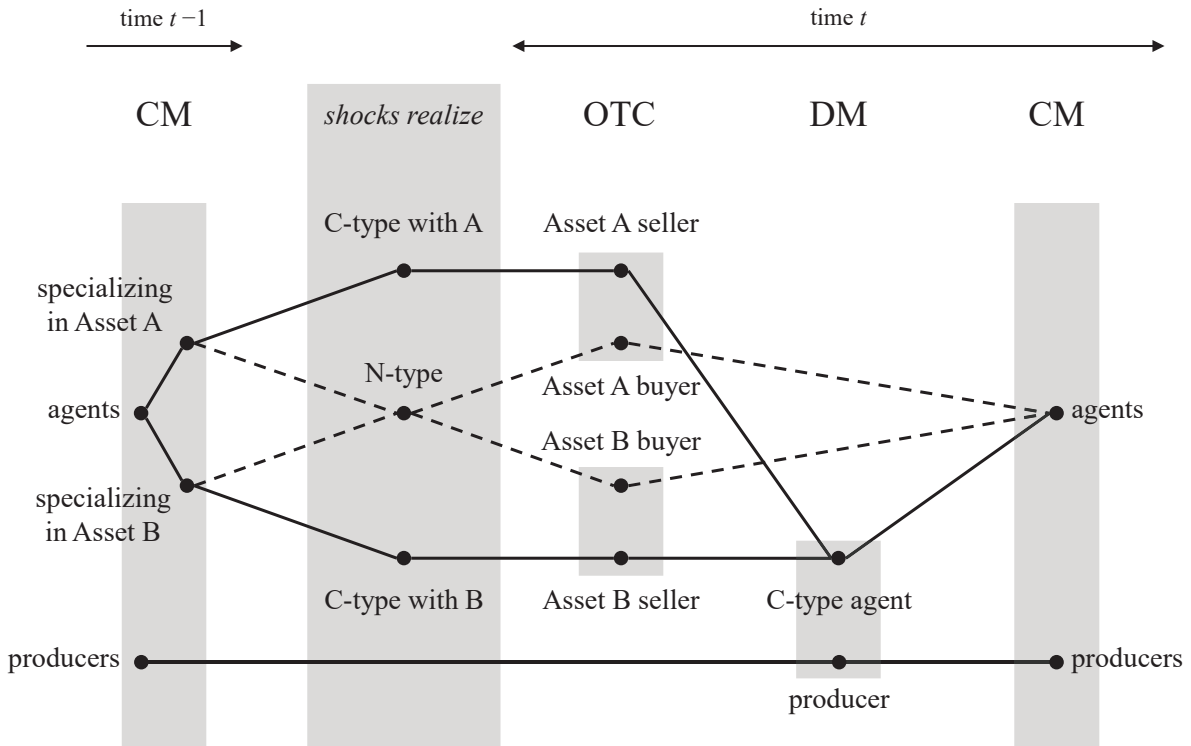 time t −1
time t
CM
shocks realize
OTC
DM
CM
C-type with A
Asset A seller
specializing
in Asset A
N-type
Asset A buyer
agents
agents
Asset B buyer
specializing
in Asset B
C-type with B
Asset B seller
C-type agent
producers
producers
producer